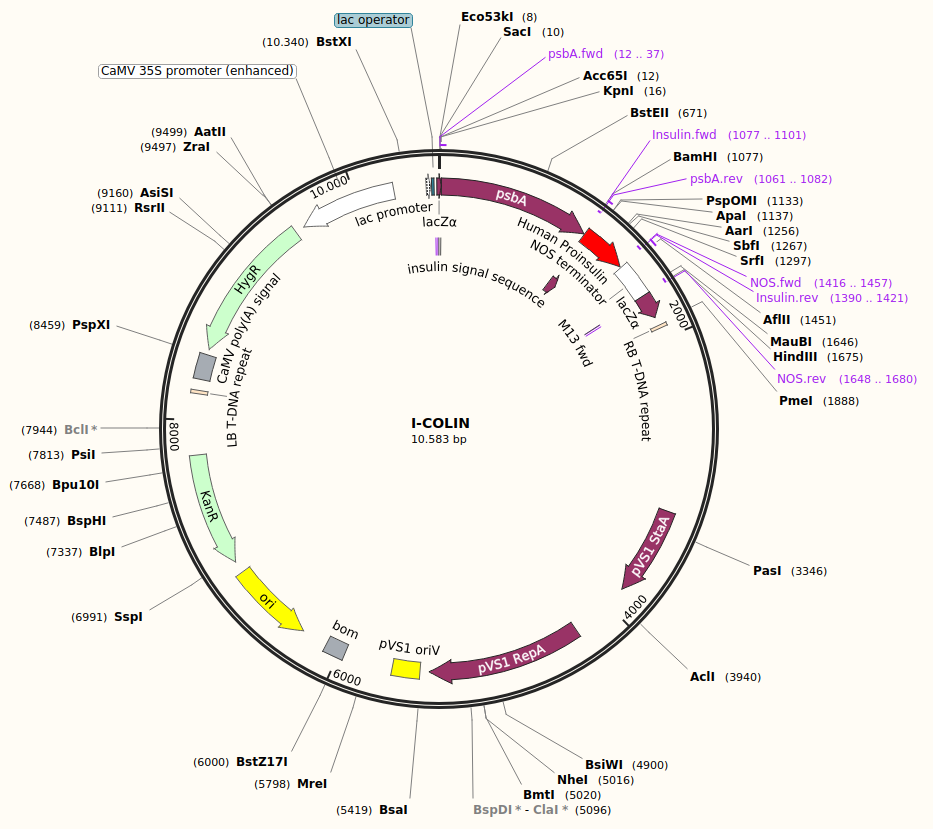 lac operator
Eco53kI (8)
SacI (10)
(10.340) BstXI
psbA.fwd (12 .. 37)
CaMV 35S promoter (enhanced)
Acc65I (12)
KpnI (16)
BstEII (671)
(9499) AatII
Insulin.fwd (1077 .. 1101)
(9497) ZraI
BamHI (1077)
psbA.rev (1061 .. 1082)
(9160) AsiSI
PspOMI (1133)
(9111) RsrII
ApaI (1137)
AarI (1256)
SbfI (1267)
SrfI (1297)
NOS.fwd (1416 .. 1457)
Insulin.rev (1390 .. 1421)
AflII (1451)
(8459) PspXI
MauBI (1646)
HindIII (1675)
NOS.rev (1648 .. 1680)
PmeI (1888)
10.000
lac promoter
lacZα
psbA
Human Proinsulin
NOS terminator
insulin signal sequence
lacZα
2000
M13 fwd
RB T-DNA repeat
HygR
CaMV poly(A) signal
LB T-DNA repeat
I-COLIN
10.583 bp
8000
(7944) BclI *
(7813) PsiI
(7668) Bpu10I
(7487) BspHI
(7337) BlpI
KanR
pVS1 StaA
PasI (3346)
(6991) SspI
ori
4000
bom
pVS1 oriV
pVS1 RepA
6000
AclI (3940)
(6000) BstZ17I
BsiWI (4900)
(5798) MreI
NheI (5016)
BmtI (5020)
(5419) BsaI
BspDI * - ClaI * (5096)